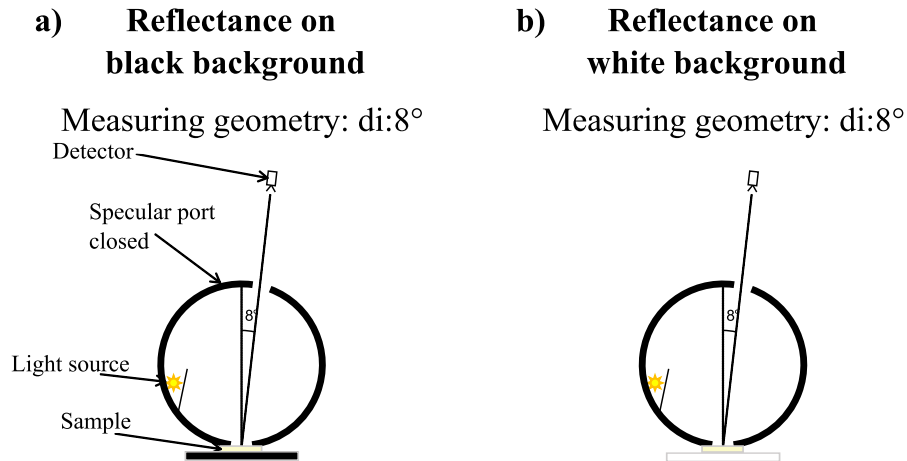 a) Reflectance on
black background
Measuring geometry: di:8°
Detector
Specular port
closed
8°
Light source
Sample
b) Reflectance on
white background
Measuring geometry: di:8°
8°